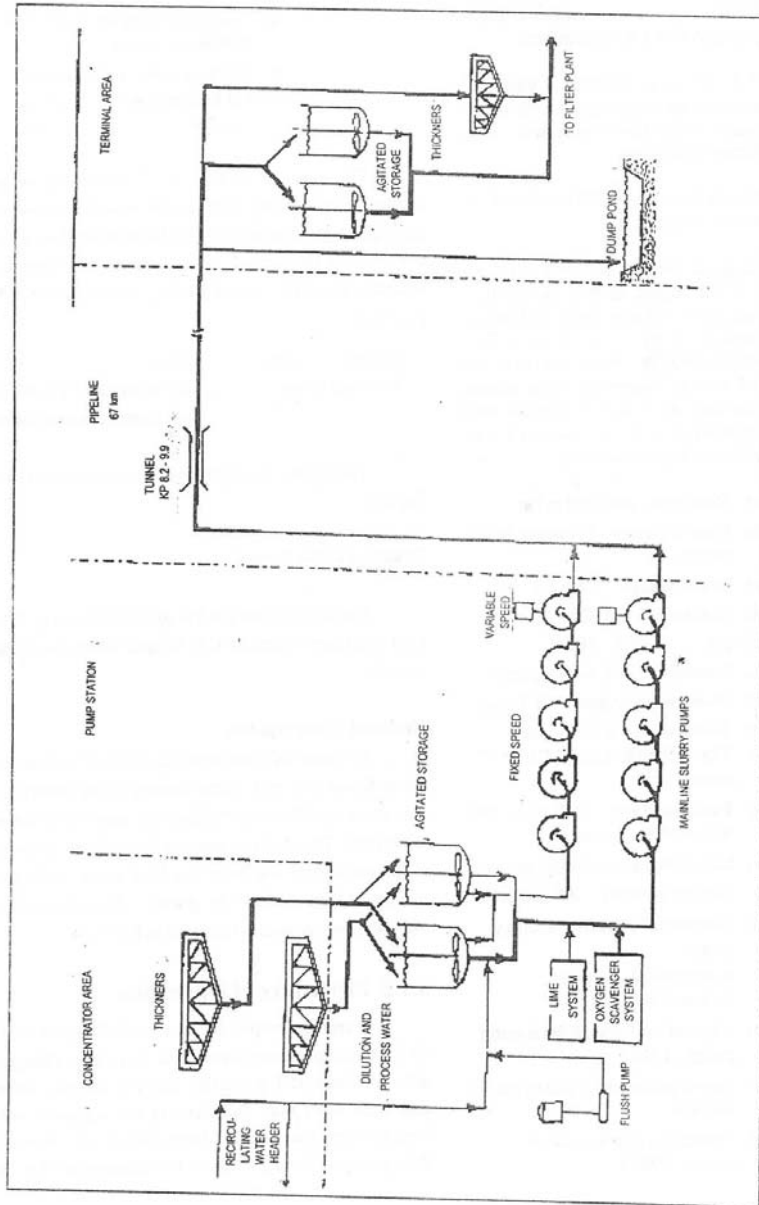 CONCENTRATOR AREA
PUMP STATION
PIPELINE
67 km
TERMINAL AREA
THICKNERS
TUNNEL
KP 8.2 - 9.9
AGITATED
STORAGE
THICKENERS
TO FILTER PLANT
DUMP POND
RECIRCU-
LATING
WATER
HEADER
DILUTION AND
PROCESS WATER
AGITATED STORAGE
FIXED SPEED
VARIABLE
SPEED
MAINLINE SLURRY PUMPS
LIME
SYSTEM
OXYGEN
SCAVENGER
SYSTEM
FLUSH PUMP